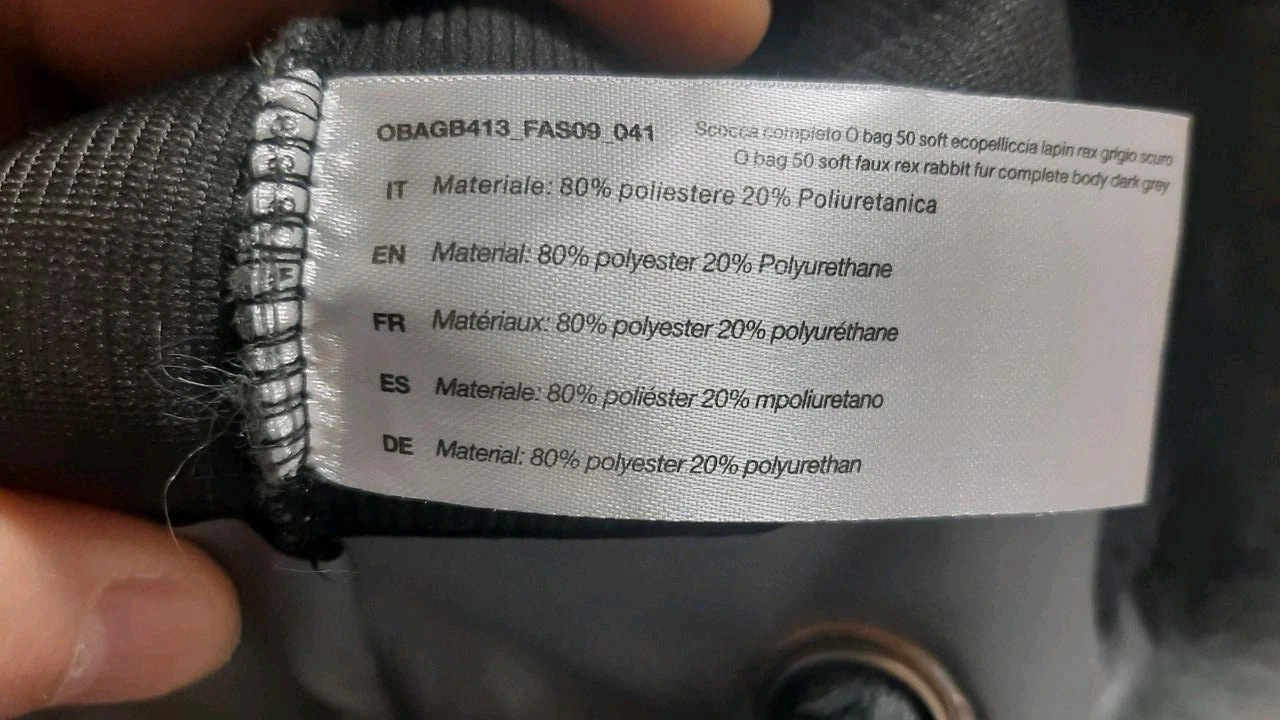 OBAGB413_FAS09_041
Scocca completo O bag 50 soft ecopelliccia lapin rex grigio scuro
O bag 50 soft faux rex rabbit fur complete body dark grey
IT Materiale: 80% poliestere 20% Poliuretanica
EN Material: 80% polyester 20% Polyurethane
FR Matériaux: 80% polyester 20% polyuréthane
ES Materiale: 80% poliéster 20% mpoliuretano
DE Material: 80% polyester 20% polyurethan